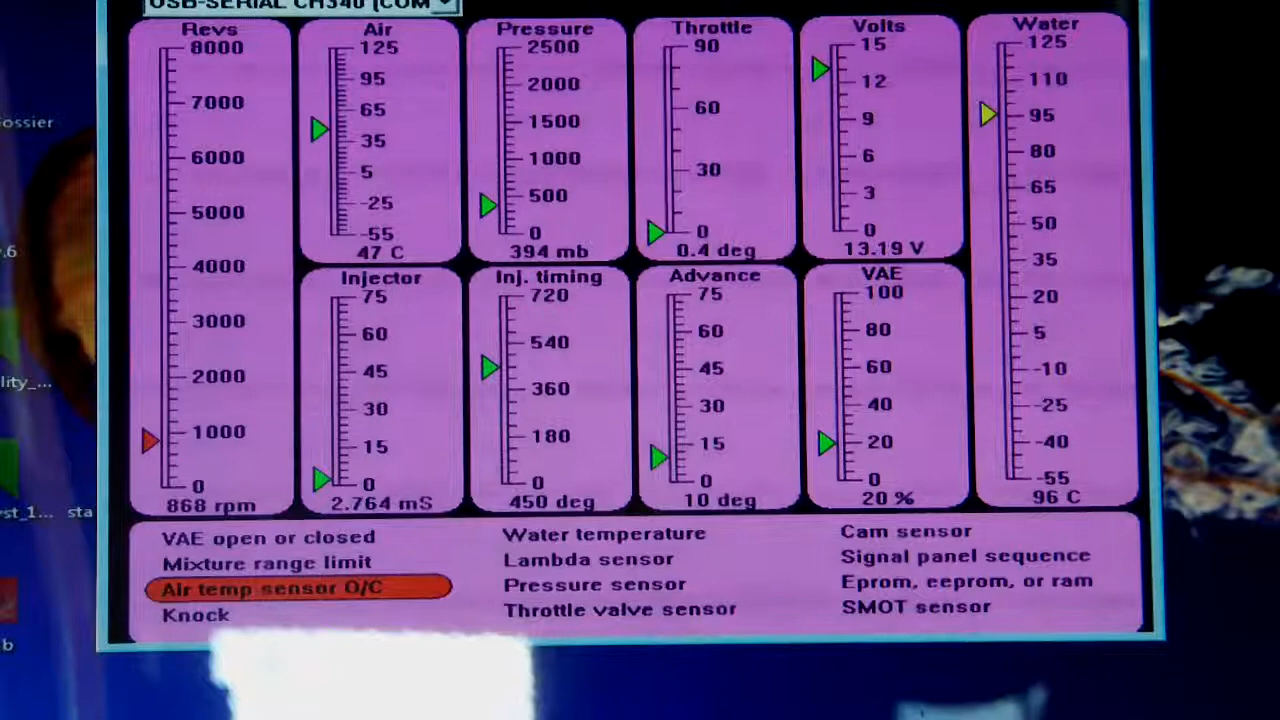 USB-SERIAL CH340 (COM
Revs
8000
7000
6000
5000
4000
3000
2000
1000
0
868 rpm
Air
125
95
65
35
5
-25
-55
47 C
Pressure
2500
2000
1500
1000
500
0
394 mb
Throttle
90
60
30
0
0.4 deg
Volts
15
12
9
6
3
0
13.19 V
Water
125
110
95
80
65
50
35
20
5
-10
-25
-40
-55
96 C
Injector
75
60
45
30
15
0
2.764 mS
Inj. timing
720
540
360
180
0
450 deg
Advance
75
60
45
30
15
0
10 deg
VAE
100
80
60
40
20
0
20 %
VAE open or closed
Mixture range limit
Air temp sensor O/C
Knock
Water temperature
Lambda sensor
Pressure sensor
Throttle valve sensor
Cam sensor
Signal panel sequence
Eprom, eeprom, or ram
SMOT sensor
ossier
.6
lity_...
st_1...
sta
b